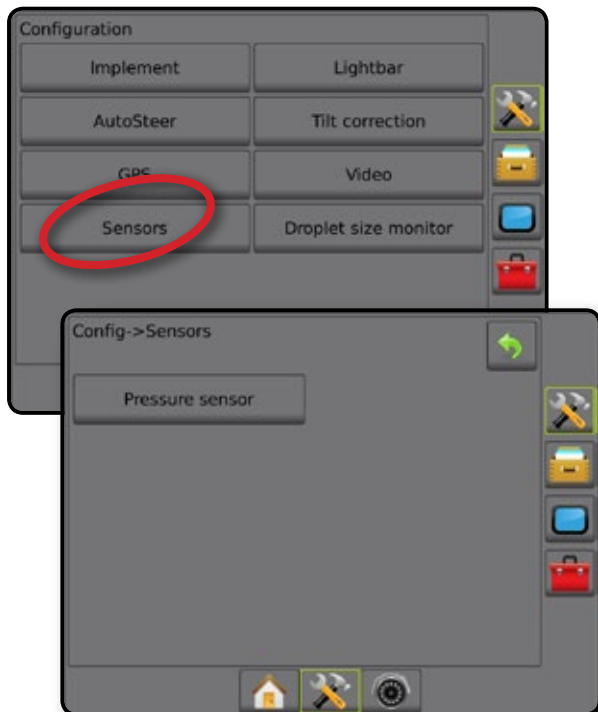 Configuration
Implement
Lightbar
AutoSteer
Tilt correction
GPS
Video
Sensors
Droplet size monitor
Config->Sensors
Pressure sensor